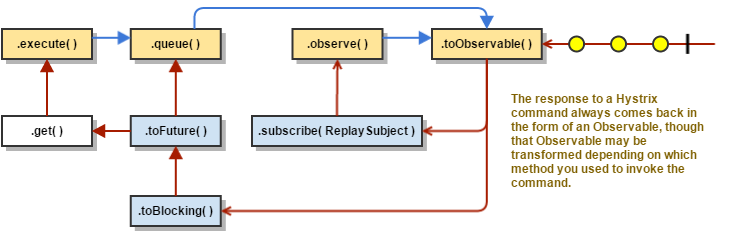 .execute( )
.queue( )
.observe( )
.toObservable( )
.get( )
.toFuture( )
.subscribe( ReplaySubject )
.toBlocking( )
The response to a Hystrix
command always comes back in
the form of an Observable, though
that Observable may be
transformed depending on which
method you used to invoke the
command.